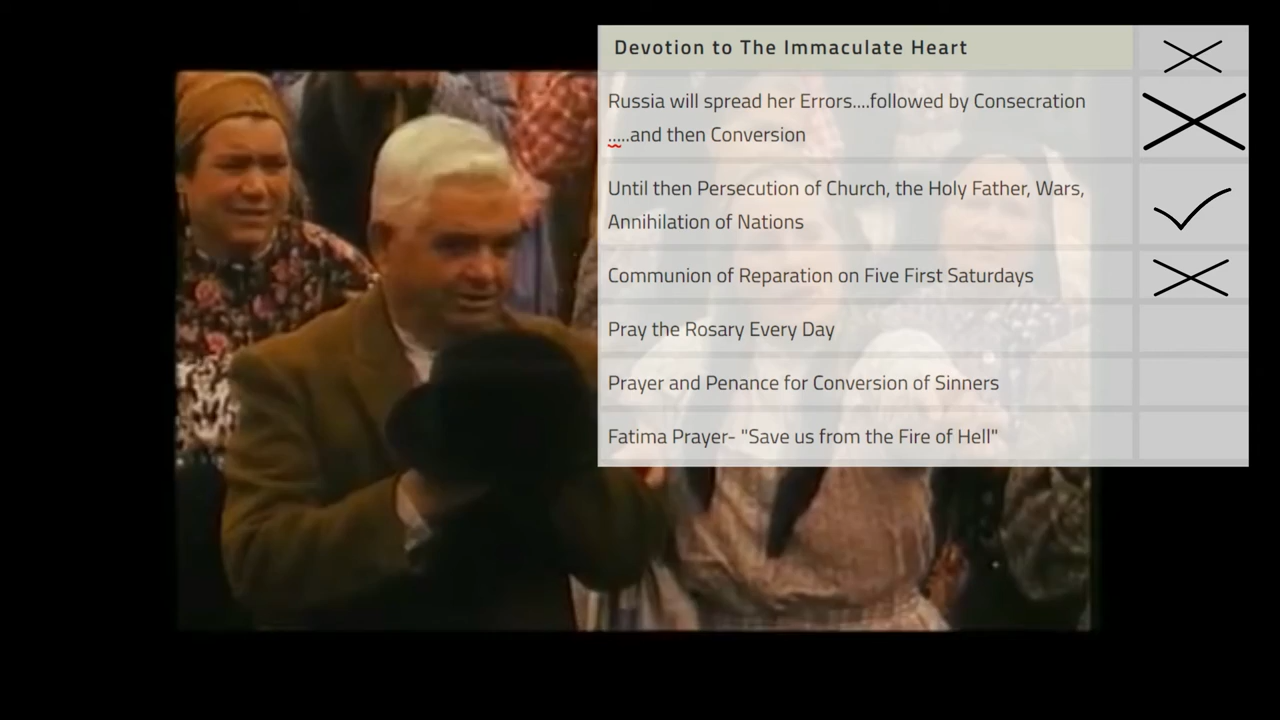 Devotion to The Immaculate Heart
Russia will spread her Errors....followed by Consecration
.....and then Conversion
Until then Persecution of Church, the Holy Father, Wars,
Annihilation of Nations
Communion of Reparation on Five First Saturdays
Pray the Rosary Every Day
Prayer and Penance for Conversion of Sinners
Fatima Prayer- "Save us from the Fire of Hell"